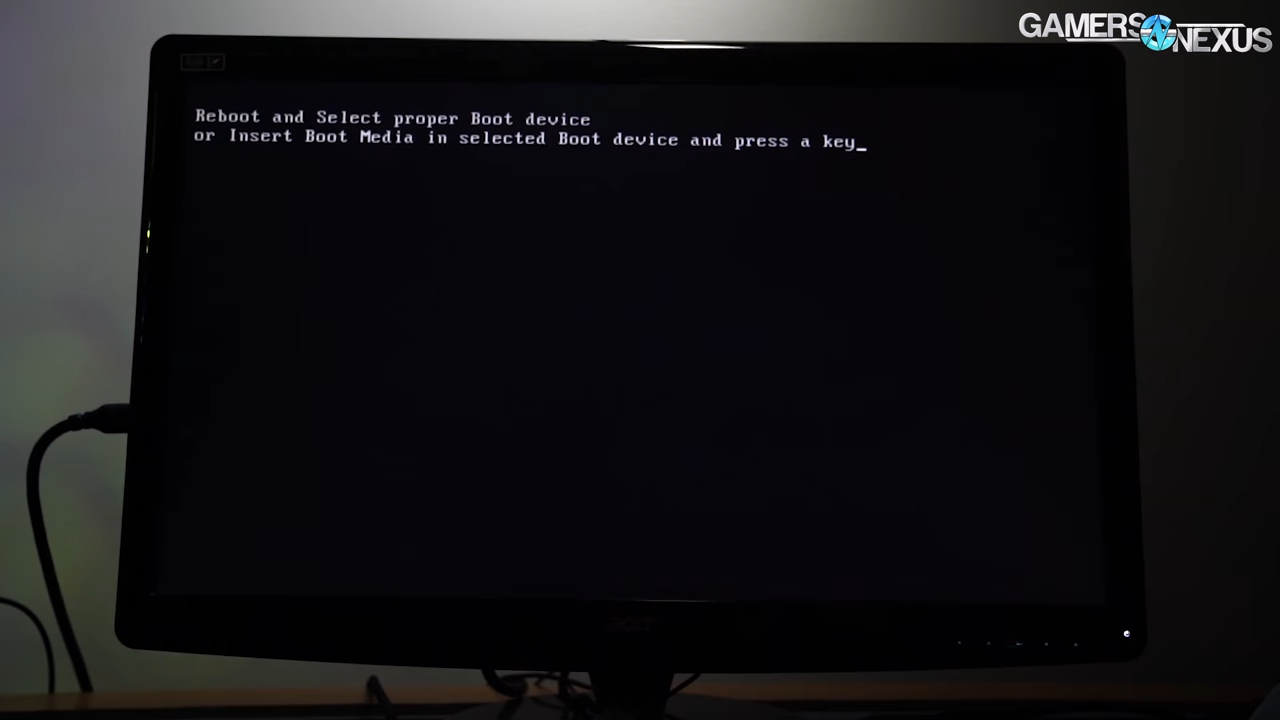 GAMERS NEXUS
Reboot and Select proper Boot device
or Insert Boot Media in selected Boot device and press a key_
acer